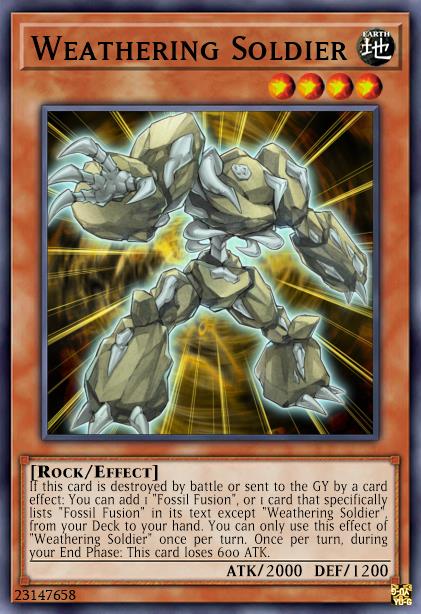 WEATHERING SOLDIER
EARTH
地
[ROCK/EFFECT]
If this card is destroyed by battle or sent to the GY by a card
effect: You can add 1 "Fossil Fusion", or 1 card that specifically
lists "Fossil Fusion" in its text except "Weathering Soldier",
from your Deck to your hand. You can only use this effect of
"Weathering Soldier" once per turn. Once per turn, during
your End Phase: This card loses 600 ATK.
ATK/2000 DEF/1200
23147658